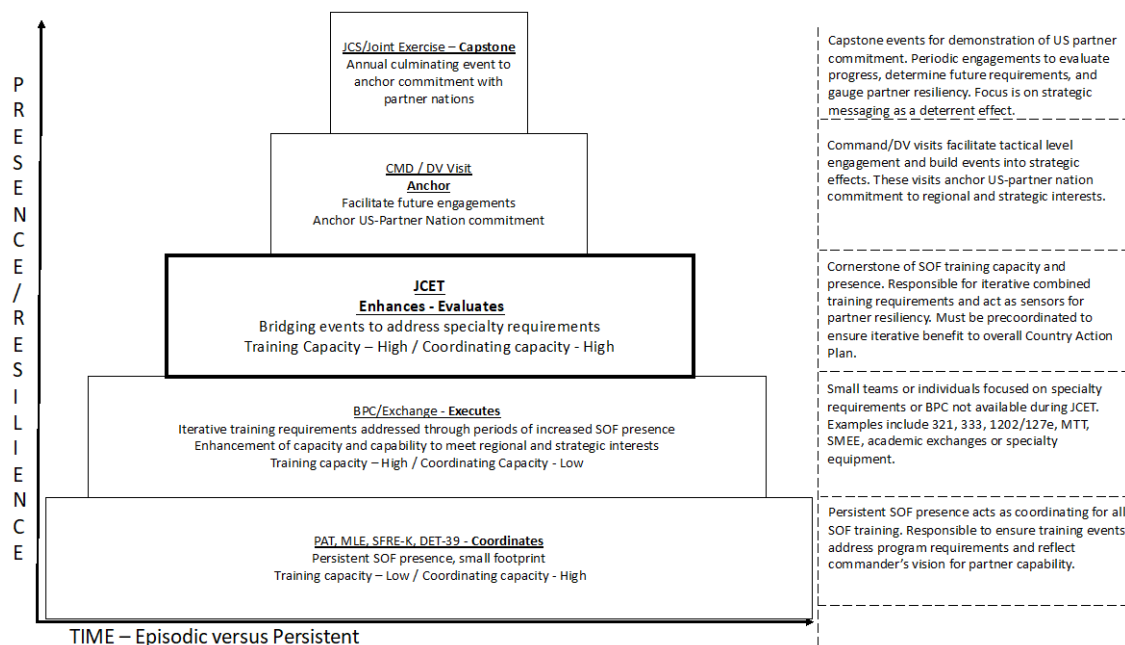 PRESENCE/RESILIENCE
JCS/Joint Exercise – Capstone
Annual culminating event to
anchor commitment with
partner nations
Capstone events for demonstration of US partner
commitment. Periodic engagements to evaluate
progress, determine future requirements, and
gauge partner resiliency. Focus is on strategic
messaging as a deterrent effect.
CMD / DV Visit
Anchor
Facilitate future engagements
Anchor US-Partner Nation commitment
Command/DV visits facilitate tactical level
engagement and build events into strategic
effects. These visits anchor US-partner nation
commitment to regional and strategic interests.
JCET
Enhances - Evaluates
Bridging events to address specialty requirements
Training Capacity – High / Coordinating capacity - High
Cornerstone of SOF training capacity and
presence. Responsible for iterative combined
training requirements and act as sensors for
partner resiliency. Must be precoordinated to
ensure iterative benefit to overall Country Action
Plan.
BPC/Exchange - Executes
Iterative training requirements addressed through periods of increased SOF presence
Enhancement of capacity and capability to meet regional and strategic interests
Training capacity – High / Coordinating Capacity - Low
Small teams or individuals focused on specialty
requirements or BPC not available during JCET.
Examples include 321, 333, 1202/127e, MTT,
SMEE, academic exchanges or specialty
equipment.
PAT, MLE, SFRE-K, DET-39 - Coordinates
Persistent SOF presence, small footprint
Training capacity – Low / Coordinating capacity - High
Persistent SOF presence acts as coordinating for all
SOF training. Responsible to ensure training events
address program requirements and reflect
commander's vision for partner capability.
TIME – Episodic versus Persistent